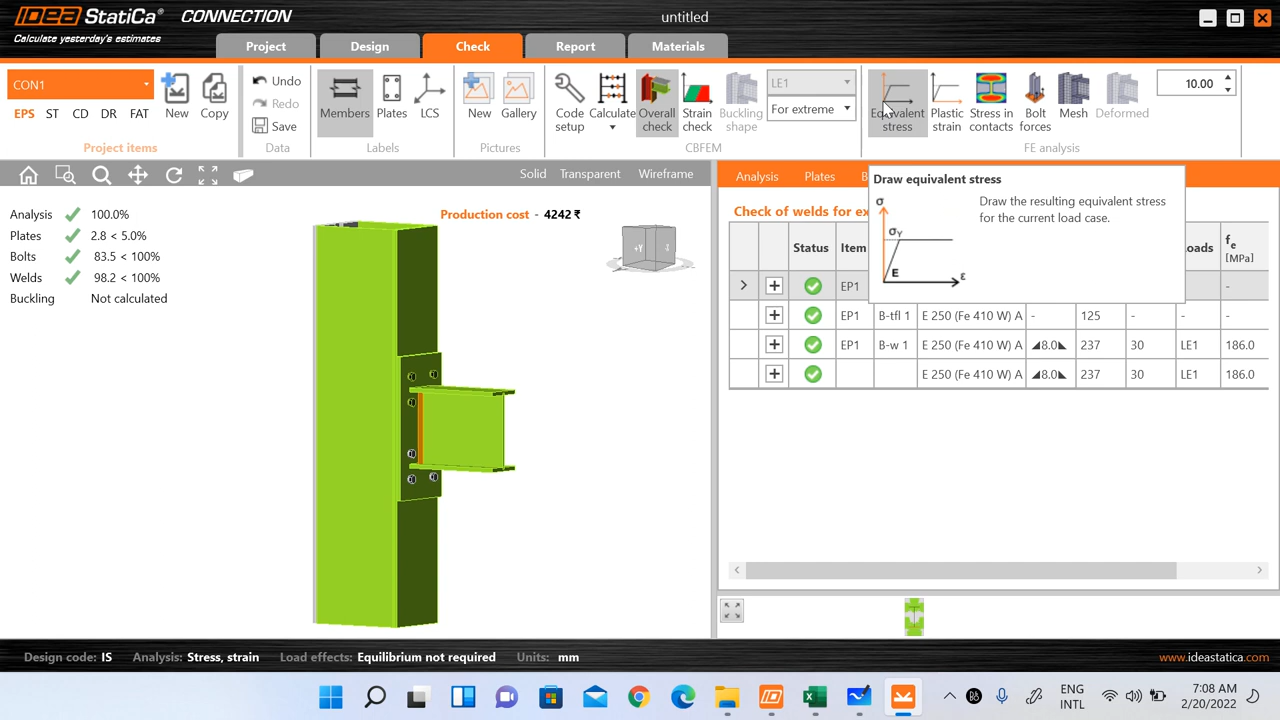 IDEA StatiCa® CONNECTION
Calculate yesterday's estimates
untitled
Project Design Check Report Materials
CON1
EPS ST CD DR FAT
New Copy
Project items
Undo
Redo
Save
Data
Members Plates LCS
Labels
New Gallery
Pictures
Code setup
Calculate
Overall check
Strain check
Buckling shape
LE1
For extreme
CBFEM
Equivalent stress
Plastic strain
Stress in contacts
Bolt forces
Mesh
Deformed
10.00
FE analysis
Solid Transparent Wireframe
Analysis 100.0%
Plates 2.8 < 5.0%
Bolts 83.5 < 100%
Welds 98.2 < 100%
Buckling Not calculated
Production cost - 4242 ₹
+Y -X
Analysis Plates B
Check of welds for ex
Draw equivalent stress
Draw the resulting equivalent stress
for the current load case.
σ
σY
E
ε
Status Item oads fe [MPa]
EP1 -
EP1 B-tfl 1 E 250 (Fe 410 W) A - 125 - - -
EP1 B-w 1 E 250 (Fe 410 W) A ◢8.0◣ 237 30 LE1 186.0
E 250 (Fe 410 W) A ◢8.0◣ 237 30 LE1 186.0
Design code: IS Analysis: Stress, strain Load effects: Equilibrium not required Units: mm
www.ideastatica.com
ENG
INTL
7:08 AM
2/20/2022